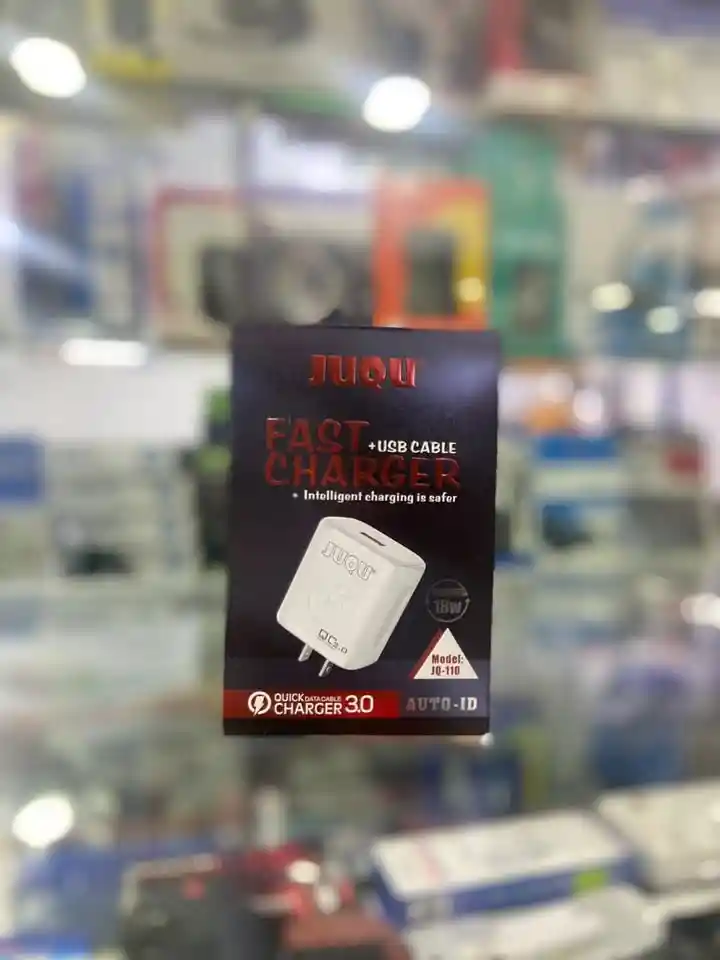 JUQU
FAST
+USB CABLE
CHARGER
* Intelligent charging is safer
JUQU
QC3.0
18W
Model:
JQ-110
QUICK DATA CABLE
CHARGER 3.0
AUTO-ID